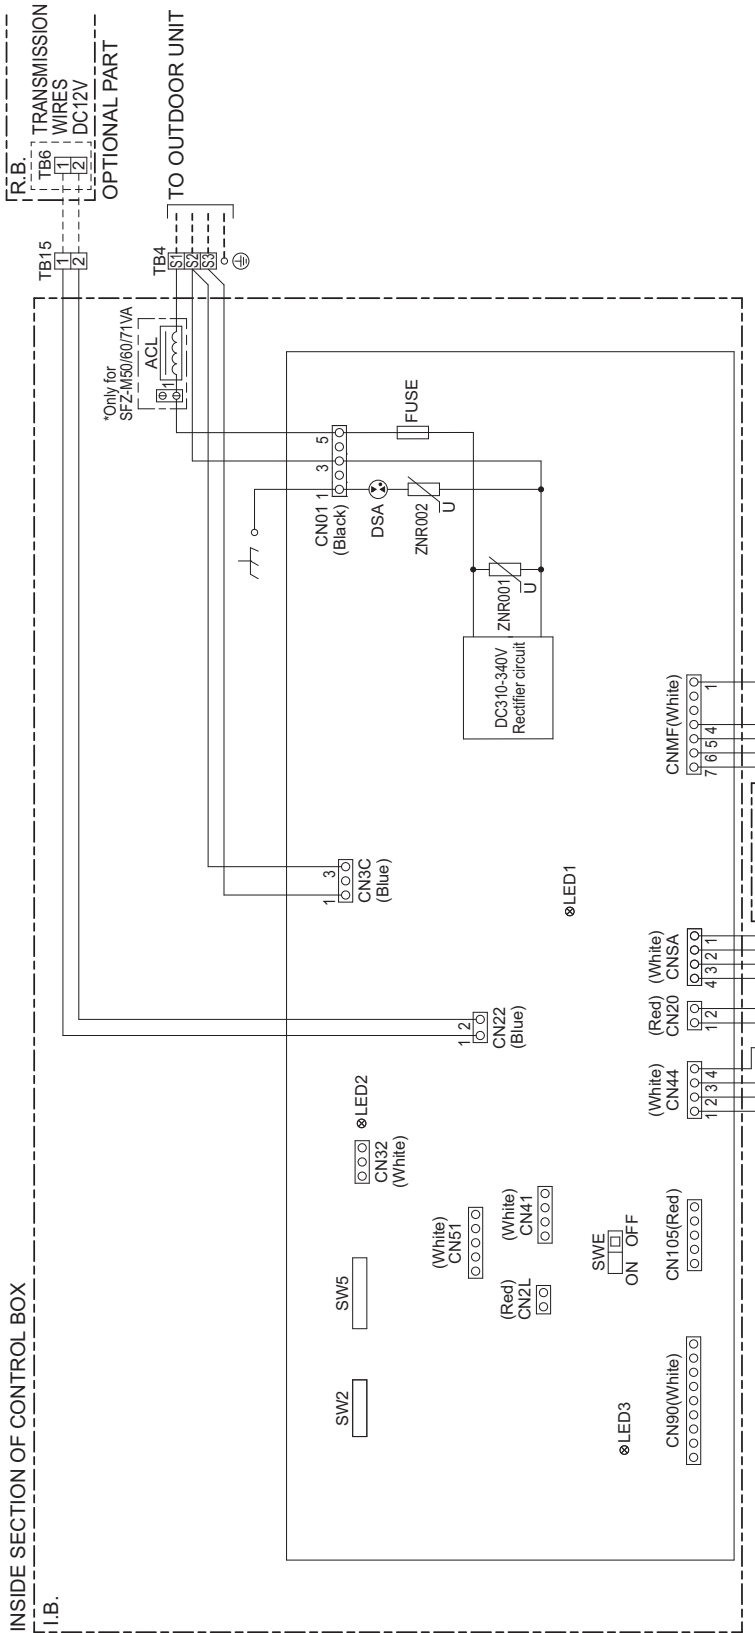 INSIDE SECTION OF CONTROL BOX
I.B.
R.B.
TB6
1
2
TRANSMISSION
WIRES
DC12V
OPTIONAL PART
TB15
1
2
TO OUTDOOR UNIT
TB4
S1
S2
S3
*Only for
SFZ-M50/60/71VA
ACL
1
SW2
SW5
CN32
(White)
LED2
1 2
CN22
(Blue)
1 3
CN3C
(Blue)
1 3 5
CN01
(Black)
DSA
FUSE
ZNR002
U
ZNR001
U
DC310-340V
Rectifier circuit
(White)
CN51
(Red)
CN2L
(White)
CN41
LED1
SWE
ON OFF
LED3
CN90(White)
CN105(Red)
(White)
CN44
1 2 3 4
(Red)
CN20
1 2
(White)
CNSA
4 3 2 1
CNMF(White)
7 6 5 4 1